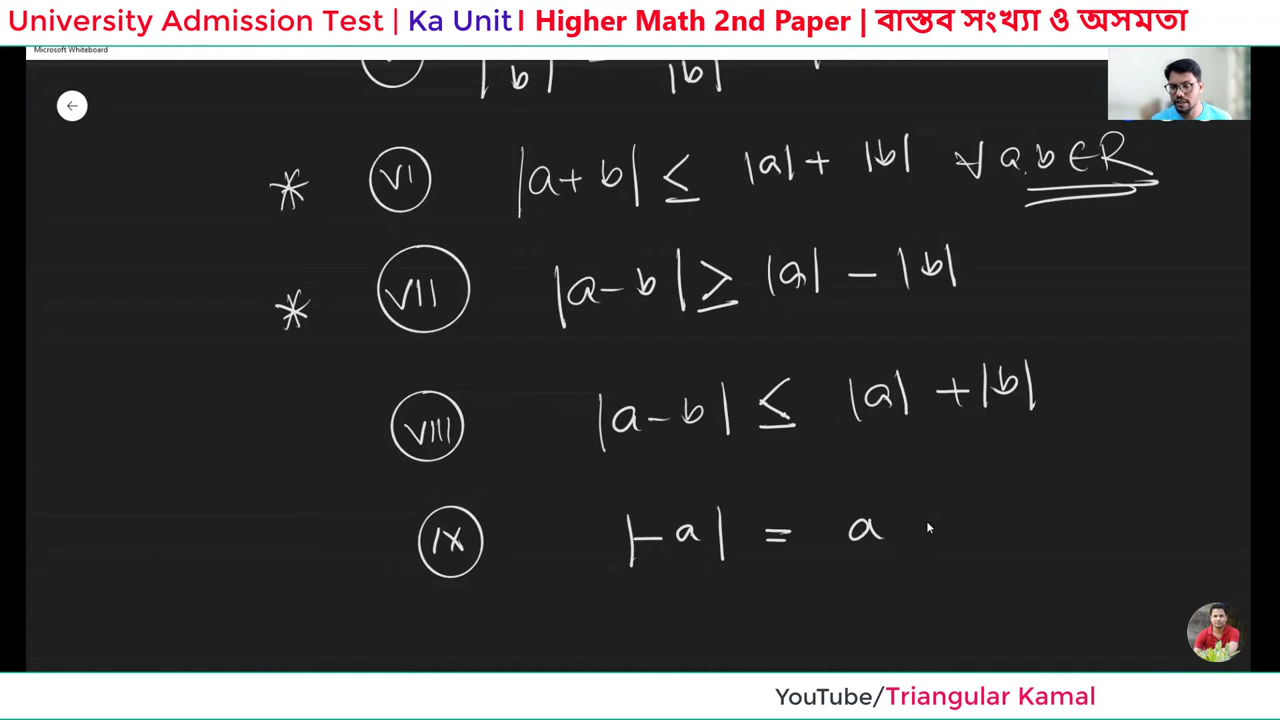 University Admission Test | Ka Unit। Higher Math 2nd Paper | বাস্তব সংখ্যা ও অসমতা
Microsoft Whiteboard
|b| |b|
* VI |a+b| ≤ |a|+ |b| ∀ a,b∈R
* VII |a-b| ≥ |a| - |b|
VIII |a-b| ≤ |a| +|b|
IX |-a| = a
YouTube/Triangular Kamal